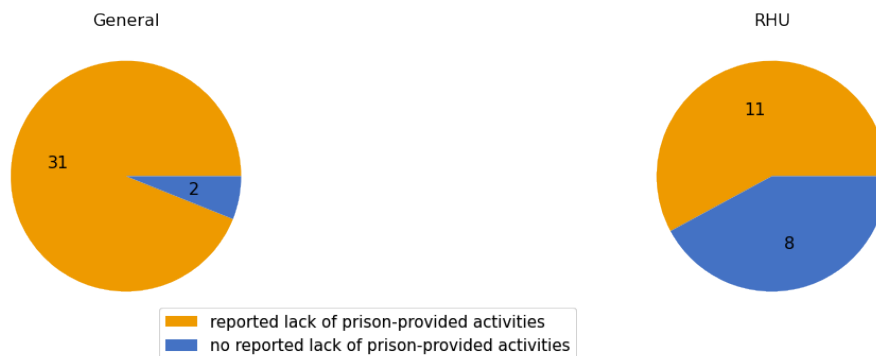 General
RHU
31
2
11
8
reported lack of prison-provided activities
no reported lack of prison-provided activities